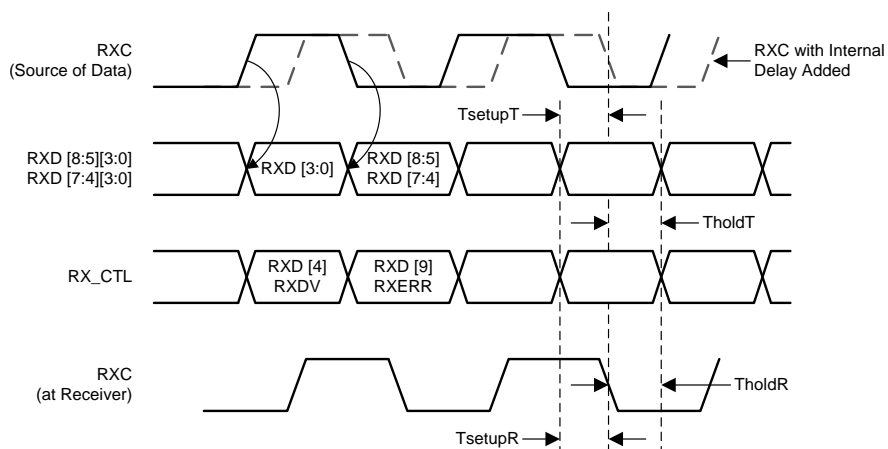 RXC
(Source of Data)
RXC with Internal
Delay Added
TsetupT
RXD [8:5][3:0]
RXD [7:4][3:0]
RXD [3:0]
RXD [8:5]
RXD [7:4]
TholdT
RX_CTL
RXD [4]
RXDV
RXD [9]
RXERR
RXC
(at Receiver)
TholdR
TsetupR